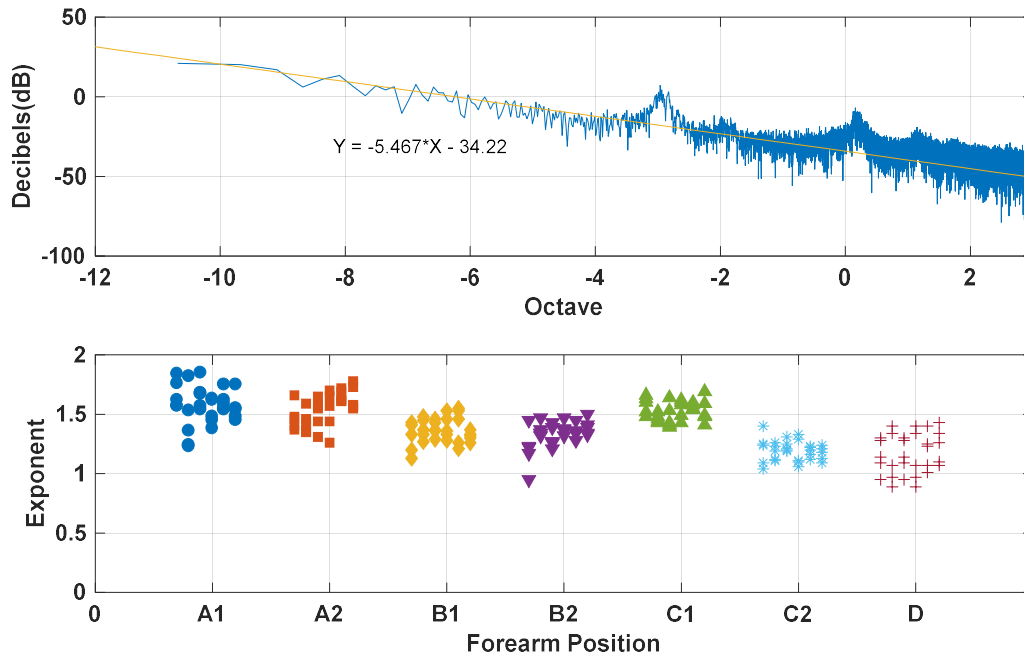 50
0
-50
-100
Decibels(dB)
Y = -5.467*X - 34.22
-12 -10 -8 -6 -4 -2 0 2
Octave
2
1.5
1
0.5
0
Exponent
0 A1 A2 B1 B2 C1 C2 D
Forearm Position